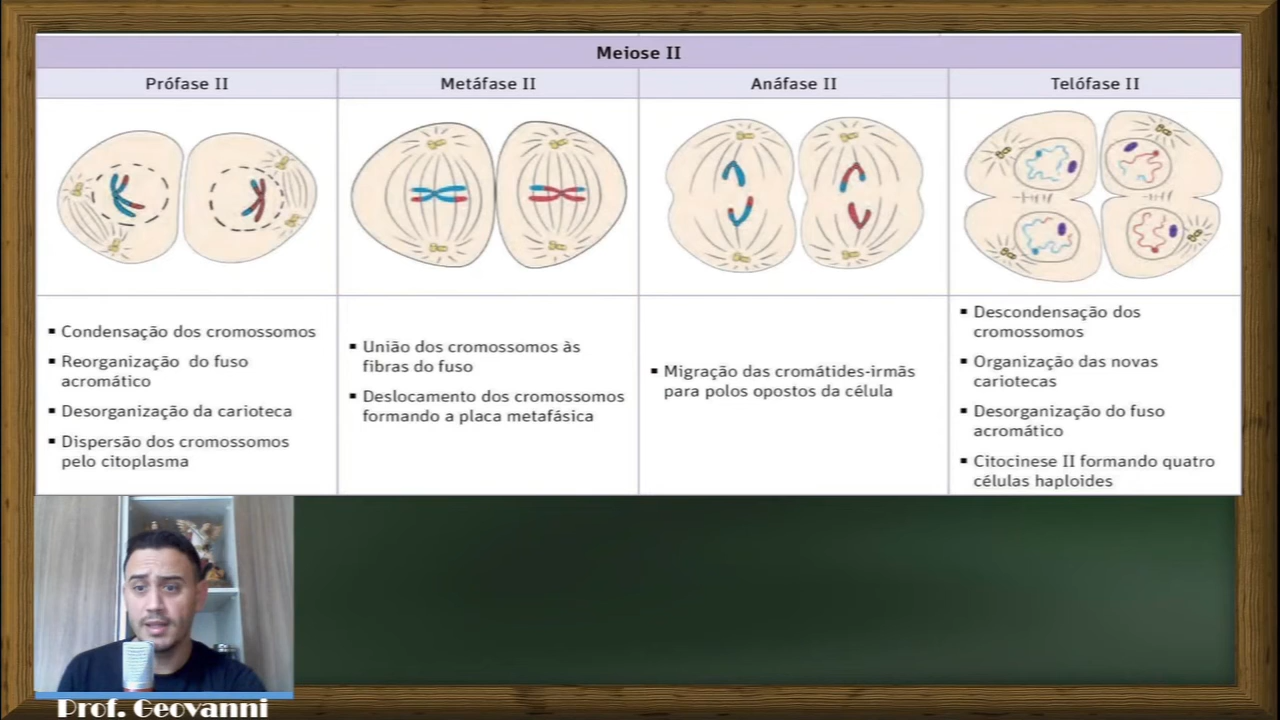 Meiose II
Prófase II
Metáfase II
Anáfase II
Telófase II
▪ Condensação dos cromossomos
▪ Reorganização do fuso
acromático
▪ Desorganização da carioteca
▪ Dispersão dos cromossomos
pelo citoplasma
▪ União dos cromossomos às
fibras do fuso
▪ Deslocamento dos cromossomos
formando a placa metafásica
▪ Migração das cromátides-irmãs
para polos opostos da célula
▪ Descondensação dos
cromossomos
▪ Organização das novas
cariotecas
▪ Desorganização do fuso
acromático
▪ Citocinese II formando quatro
células haploides
Prof. Geovanni